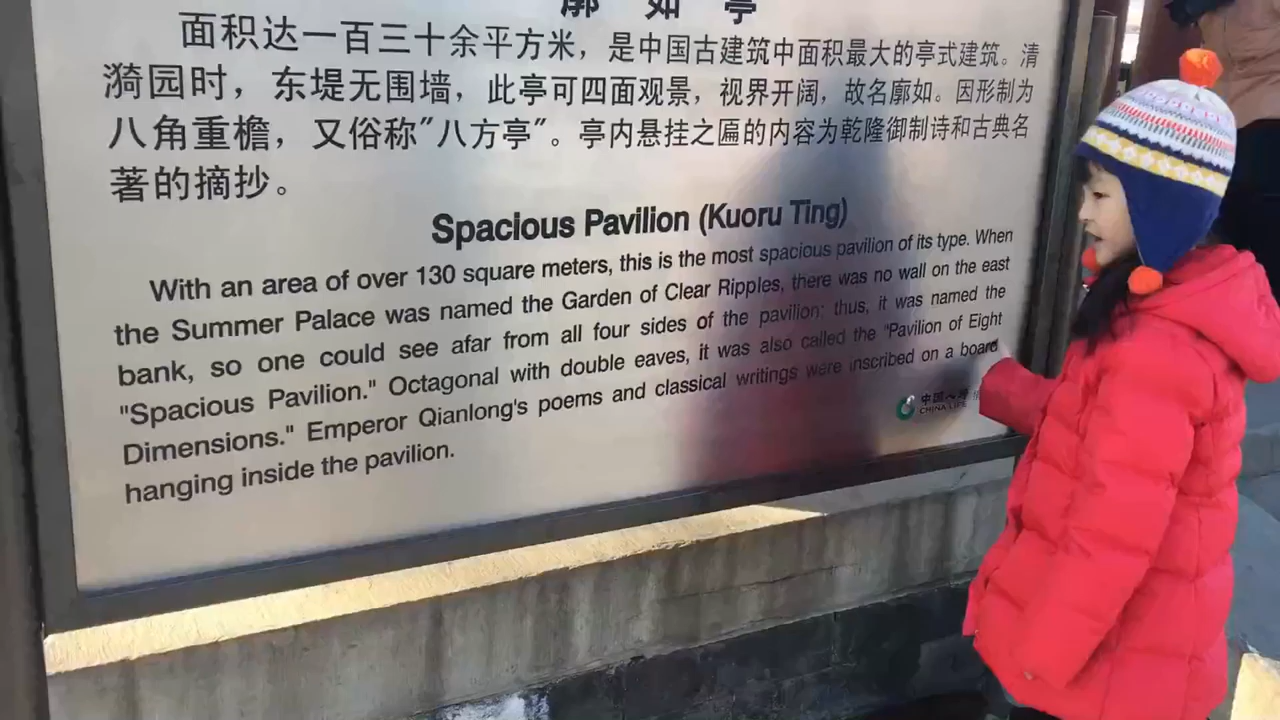 廓如亭
面积达一百三十余平方米，是中国古建筑中面积最大的亭式建筑。清
漪园时，东堤无围墙，此亭可四面观景，视界开阔，故名廓如。因形制为
八角重檐，又俗称"八方亭"。亭内悬挂之匾的内容为乾隆御制诗和古典名
著的摘抄。
Spacious Pavilion (Kuoru Ting)
With an area of over 130 square meters, this is the most spacious pavilion of its type. When
the Summer Palace was named the Garden of Clear Ripples, there was no wall on the east
bank, so one could see afar from all four sides of the pavilion; thus, it was named the
"Spacious Pavilion." Octagonal with double eaves, it was also called the "Pavilion of Eight
Dimensions." Emperor Qianlong's poems and classical writings were inscribed on a board
hanging inside the pavilion.
中国人寿
CHINA LIFE